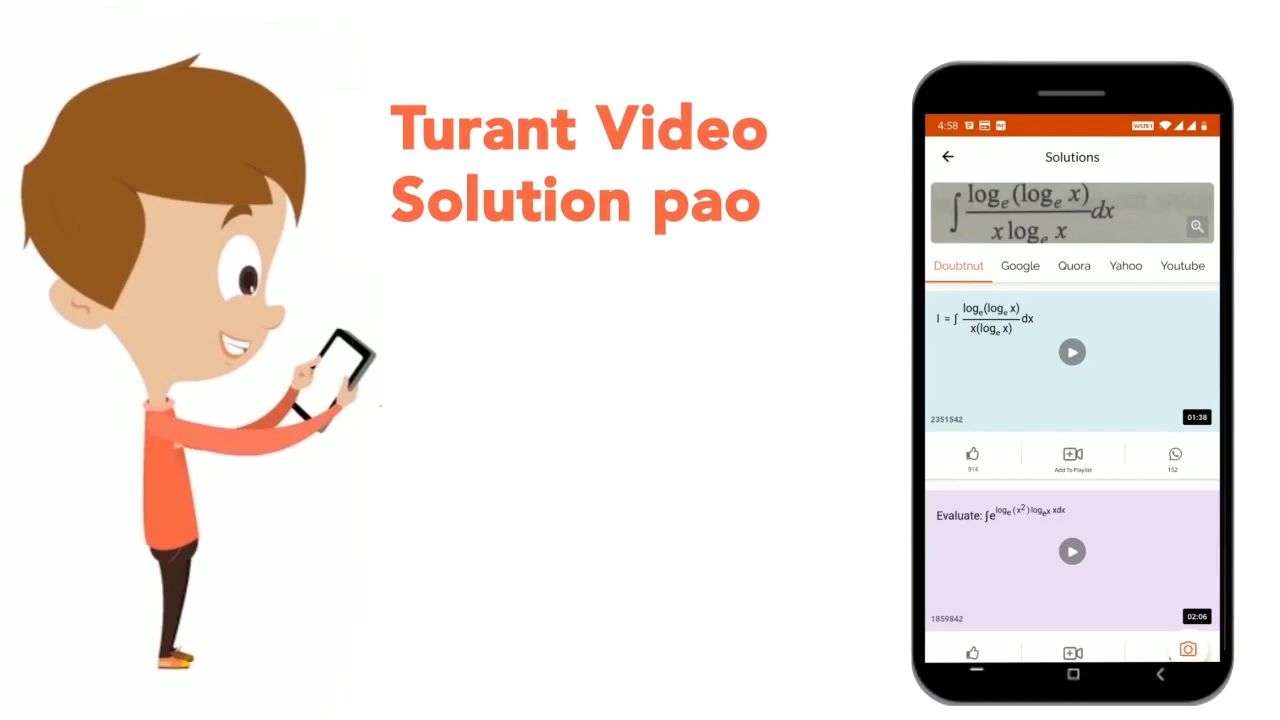 Turant Video
Solution pao
4:58
Solutions
∫ logₑ(logₑ x) / x logₑ x dx
Doubtnut Google Quora Yahoo Youtube
I = ∫ logₑ(logₑ x) / x(logₑ x) dx
2351542 01:38
914 Add To Playlist 152
Evaluate: ∫e^logₑ(x²)logₑx xdx
1859842 02:06